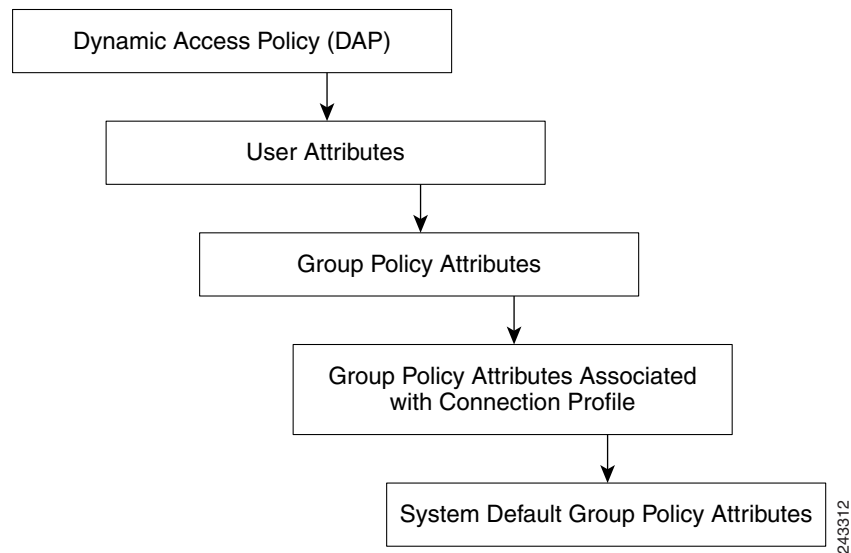 Dynamic Access Policy (DAP)
User Attributes
Group Policy Attributes
Group Policy Attributes Associated
with Connection Profile
System Default Group Policy Attributes
243312